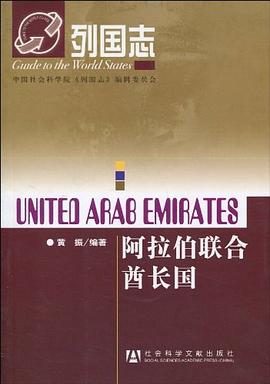 列国志
Guide to the World States
中国社会科学院《列国志》编辑委员会
UNITED ARAB EMIRATES
●黄 振/编著
阿拉伯联合
酋长国
社会科学文献出版社
SOCIAL SCIENCES ACADEMIC PRESS(CHINA)